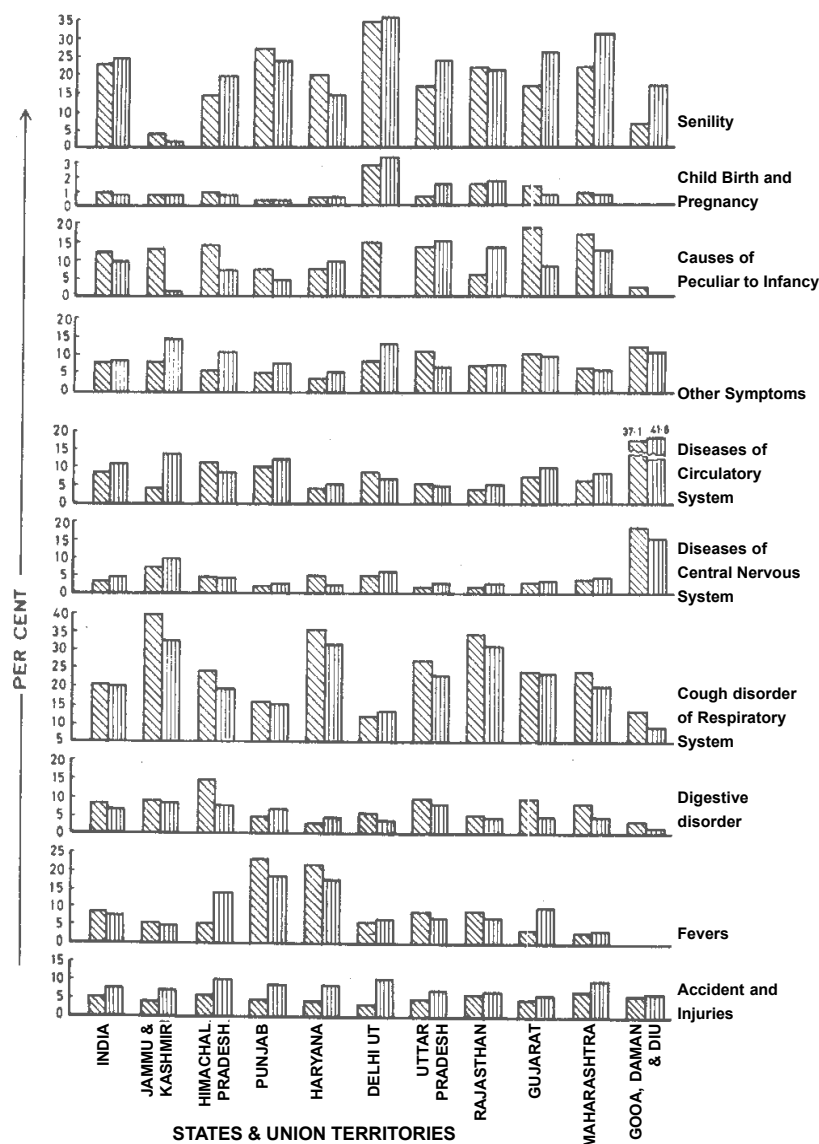 35
30
25
20
15
10
5
0
Senility
3
2
1
0
Child Birth and
Pregnancy
20
15
10
5
0
Causes of
Peculiar to Infancy
20
15
10
5
0
Other Symptoms
20
15
10
5
0
37.1 41.8
Diseases of
Circulatory
System
20
15
10
5
0
Diseases of
Central Nervous
System
40
35
30
25
20
15
10
5
Cough disorder
of Respiratory
System
20
15
10
5
0
Digestive
disorder
25
20
15
10
5
0
Fevers
15
10
5
0
Accident and
Injuries
PER CENT
INDIA
JAMMU &
KASHMIR
HIMACHAL.
PRADESH.
PUNJAB
HARYANA
DELHI UT
UTTAR
PRADESH
RAJASTHAN
GUJARAT
MAHARASHTRA
GOOA, DAMAN
& DIU
STATES & UNION TERRITORIES